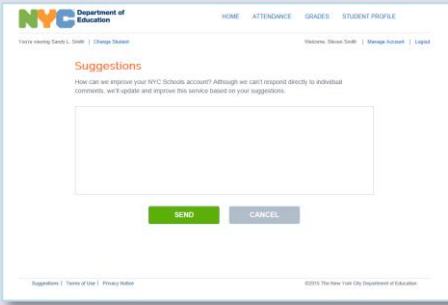 NYC Department of
Education
HOME ATTENDANCE GRADES STUDENT PROFILE
You're viewing Sandy L. Smith | Change Student
Welcome, Steven Smith | Manage Account | Logout
Suggestions
How can we improve your NYC Schools account? Although we can't respond directly to individual
comments, we'll update and improve this service based on your suggestions.
SEND CANCEL
Suggestions | Terms of Use | Privacy Notice
©2015 The New York City Department of Education